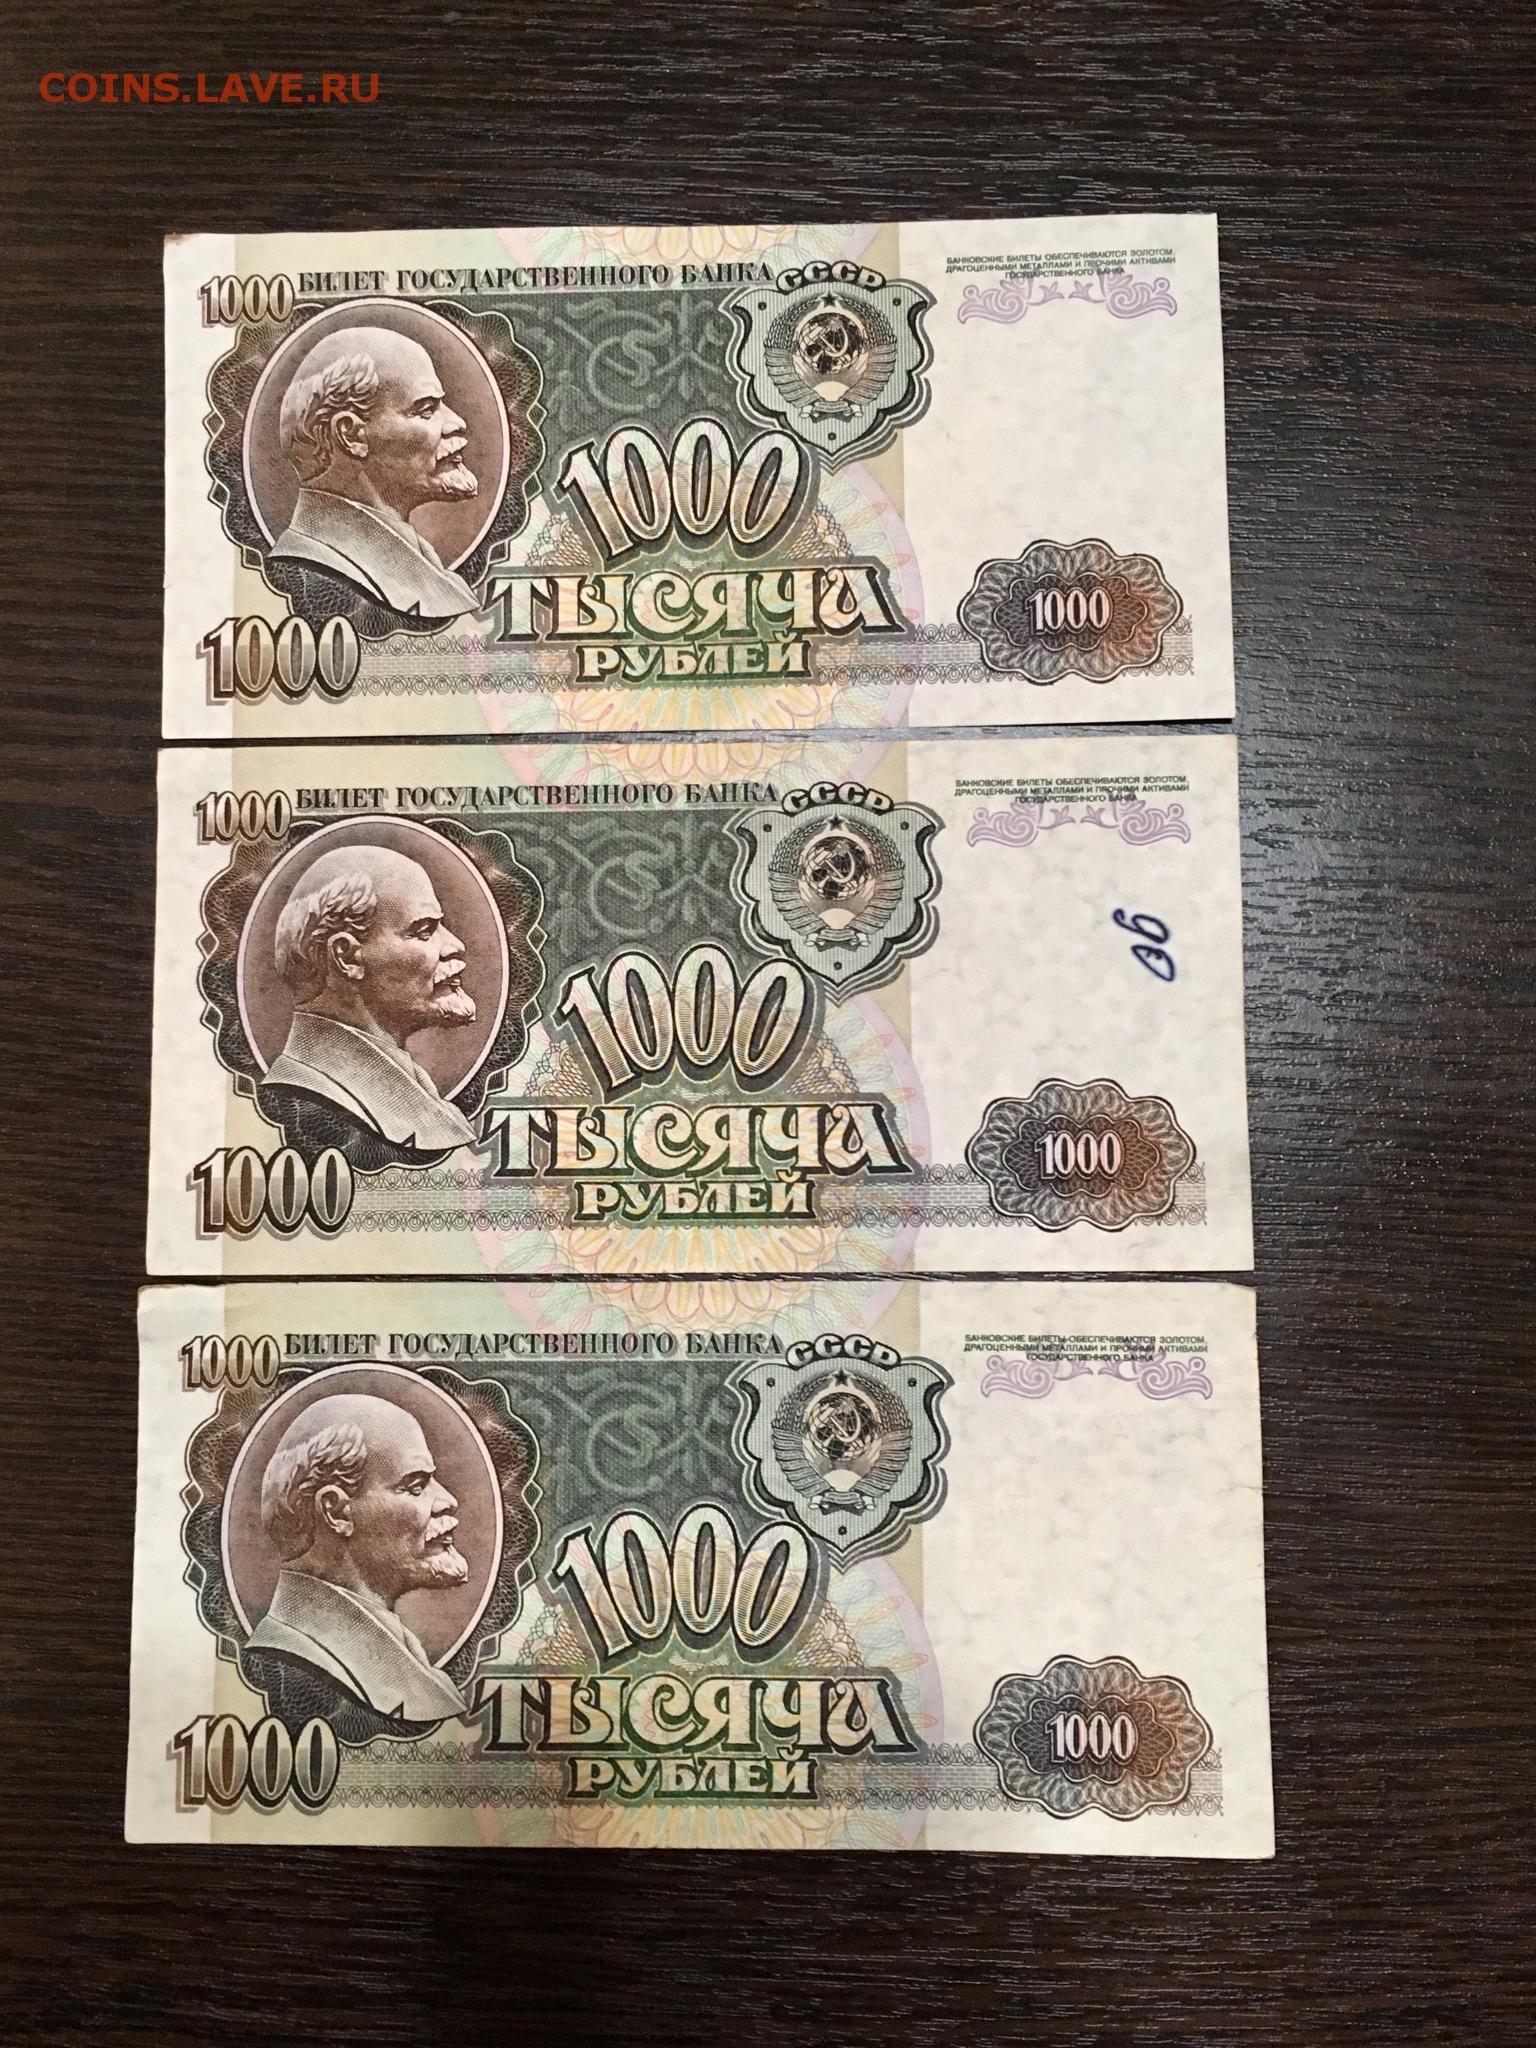 COINS.LAVE.RU
1000 БИЛЕТ ГОСУДАРСТВЕННОГО БАНКА СССР
БАНКОВСКИЕ БИЛЕТЫ ОБЕСПЕЧИВАЮТСЯ ЗОЛОТОМ,
ДРАГОЦЕННЫМИ МЕТАЛЛАМИ И ПРОЧИМИ АКТИВАМИ
ГОСУДАРСТВЕННОГО БАНКА
1000
ТЫСЯЧА
РУБЛЕЙ
1000
1000
1000 БИЛЕТ ГОСУДАРСТВЕННОГО БАНКА СССР
БАНКОВСКИЕ БИЛЕТЫ ОБЕСПЕЧИВАЮТСЯ ЗОЛОТОМ,
ДРАГОЦЕННЫМИ МЕТАЛЛАМИ И ПРОЧИМИ АКТИВАМИ
ГОСУДАРСТВЕННОГО БАНКА
1000
ТЫСЯЧА
РУБЛЕЙ
1000
1000
1000 БИЛЕТ ГОСУДАРСТВЕННОГО БАНКА СССР
БАНКОВСКИЕ БИЛЕТЫ ОБЕСПЕЧИВАЮТСЯ ЗОЛОТОМ,
ДРАГОЦЕННЫМИ МЕТАЛЛАМИ И ПРОЧИМИ АКТИВАМИ
ГОСУДАРСТВЕННОГО БАНКА
1000
ТЫСЯЧА
РУБЛЕЙ
1000
1000